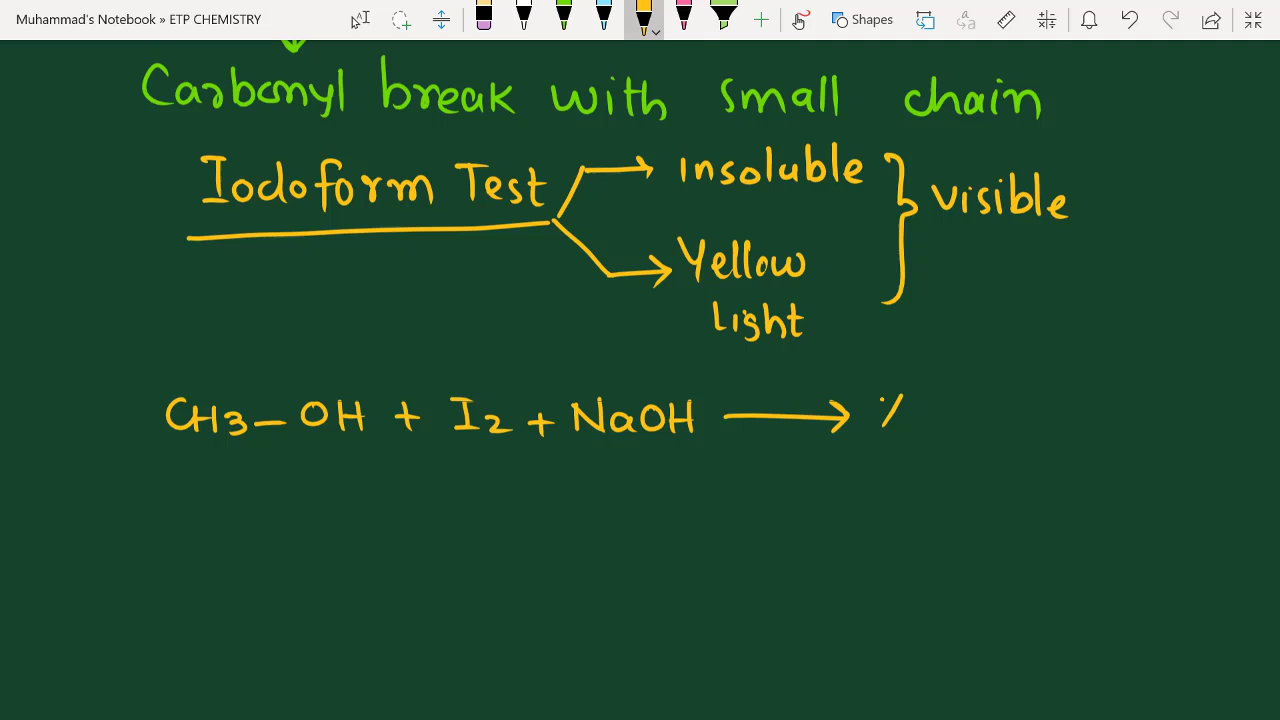 Muhammad's Notebook » ETP CHEMISTRY
Shapes
Carbonyl break with small chain
Iodoform Test
Insoluble
Yellow
light
visible
CH3 – OH + I2 + NaOH ⟶